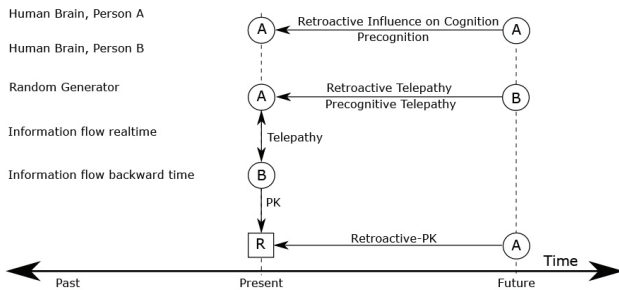 Human Brain, Person A
Human Brain, Person B
Random Generator
Information flow realtime
Information flow backward time
A
Retroactive Influence on Cognition
Precognition
A
A
Retroactive Telepathy
Precognitive Telepathy
B
Telepathy
B
PK
R
Retroactive-PK
A
Time
Past
Present
Future